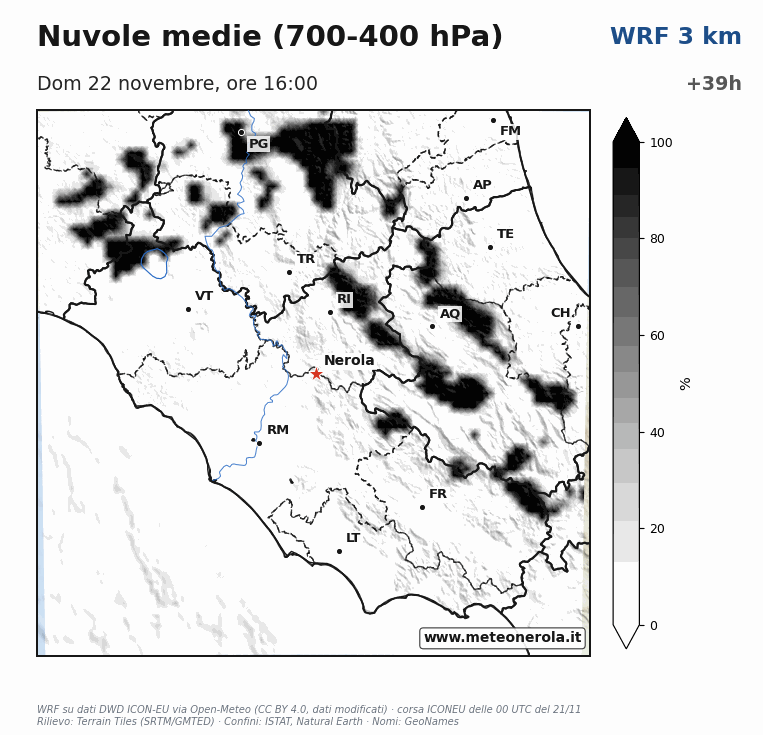 Nuvole medie (700-400 hPa)
WRF 3 km
Dom 22 novembre, ore 16:00
+39h
FM
PG
AP
TE
TR
VT
RI
AQ
CH
Nerola
RM
FR
LT
100
80
60
40
20
0
%
www.meteonerola.it
WRF su dati DWD ICON-EU via Open-Meteo (CC BY 4.0, dati modificati) · corsa ICONEU delle 00 UTC del 21/11
Rilievo: Terrain Tiles (SRTM/GMTED) · Confini: ISTAT, Natural Earth · Nomi: GeoNames